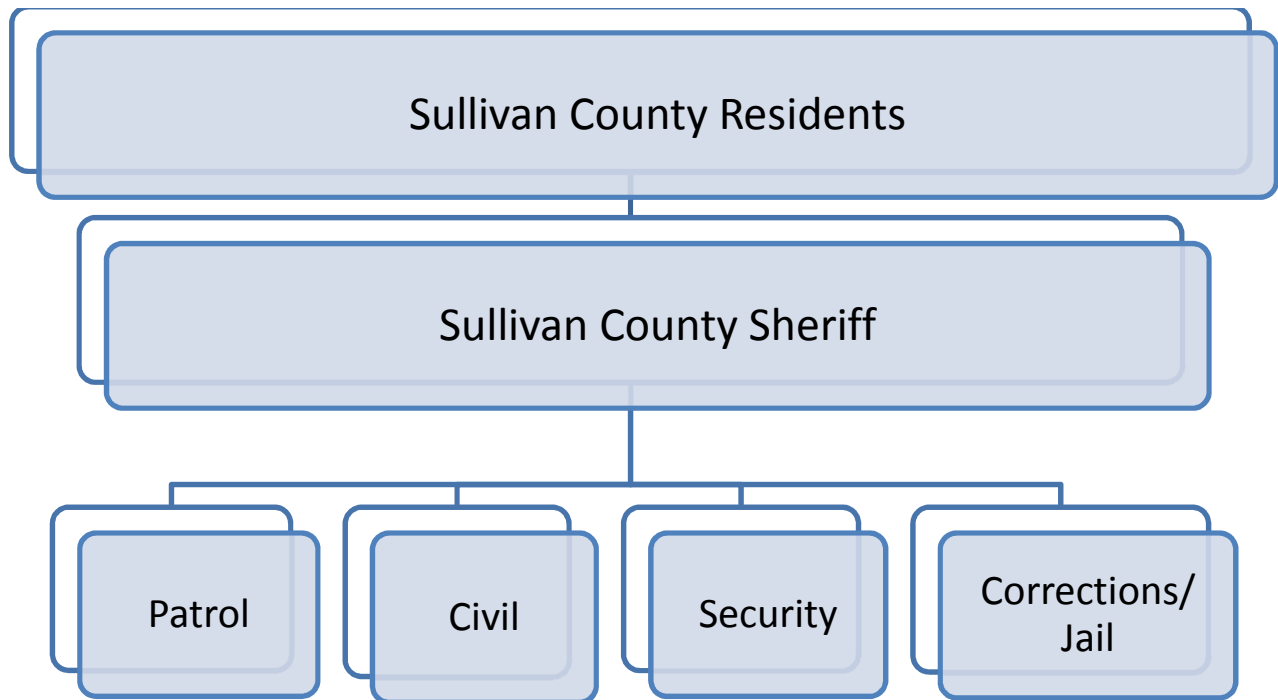 Sullivan County Residents
Sullivan County Sheriff
Patrol
Civil
Security
Corrections/
Jail